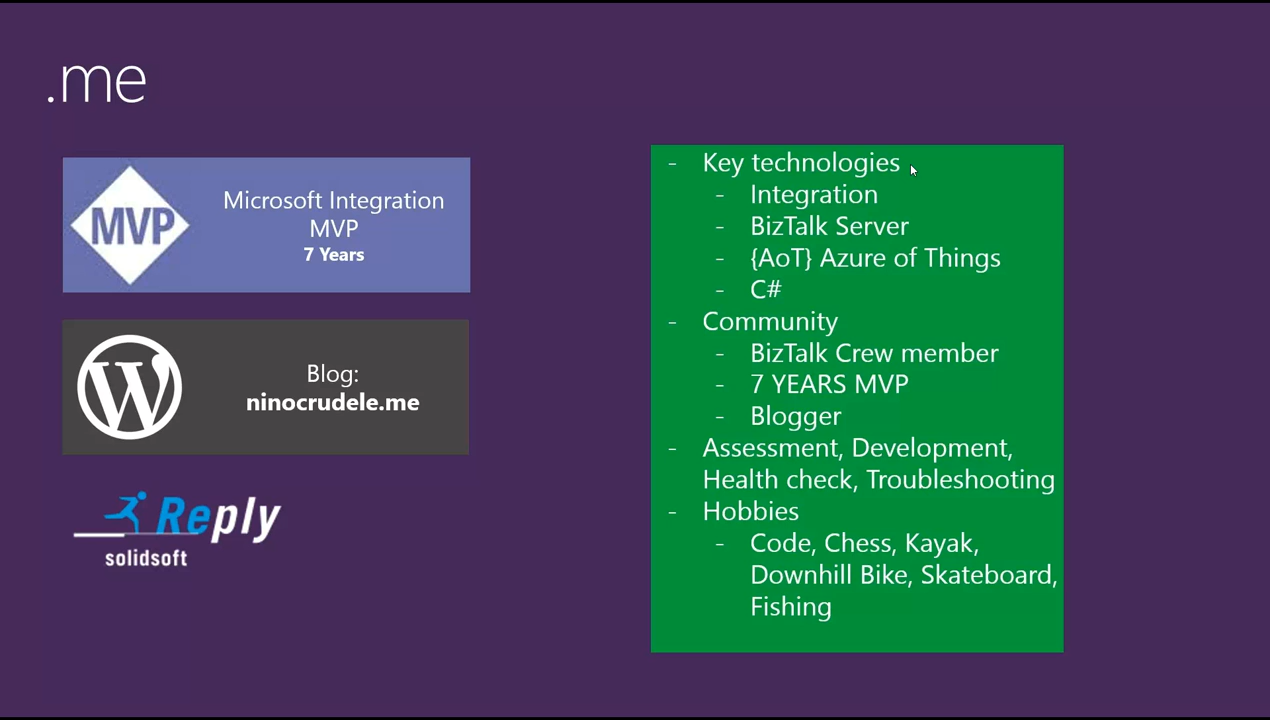 .me
MVP
Microsoft Integration
MVP
7 Years
W
Blog:
ninocrudele.me
Reply
solidsoft
- Key technologies
- Integration
- BizTalk Server
- {AoT} Azure of Things
- C#
- Community
- BizTalk Crew member
- 7 YEARS MVP
- Blogger
- Assessment, Development,
Health check, Troubleshooting
- Hobbies
- Code, Chess, Kayak,
Downhill Bike, Skateboard,
Fishing